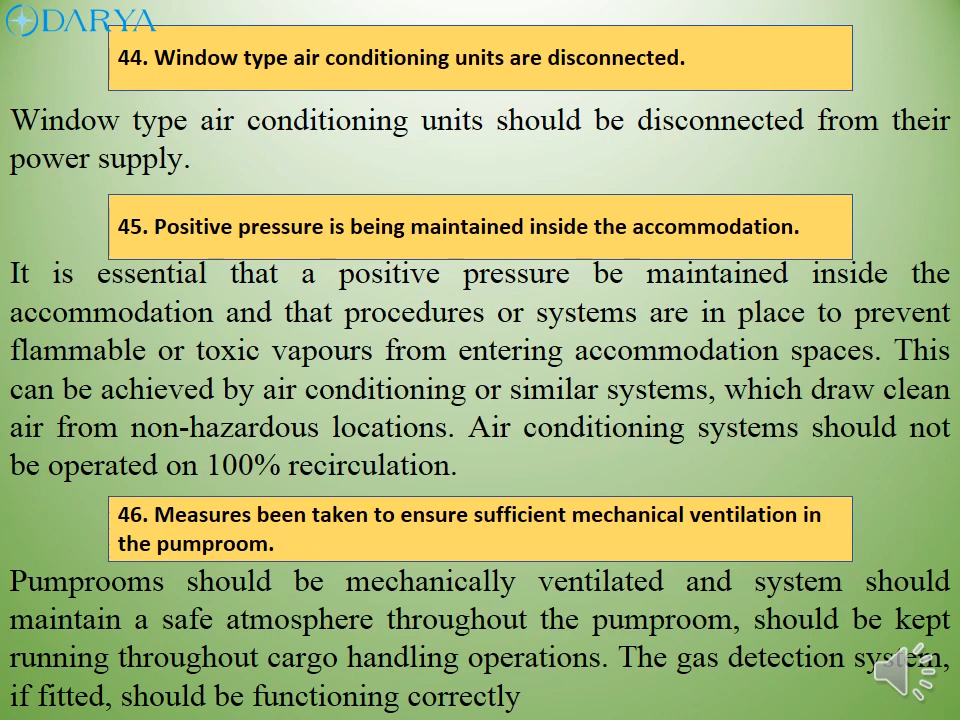 DARYA
44. Window type air conditioning units are disconnected.
Window type air conditioning units should be disconnected from their
power supply.
45. Positive pressure is being maintained inside the accommodation.
It is essential that a positive pressure be maintained inside the
accommodation and that procedures or systems are in place to prevent
flammable or toxic vapours from entering accommodation spaces. This
can be achieved by air conditioning or similar systems, which draw clean
air from non-hazardous locations. Air conditioning systems should not
be operated on 100% recirculation.
46. Measures been taken to ensure sufficient mechanical ventilation in
the pumproom.
Pumprooms should be mechanically ventilated and system should
maintain a safe atmosphere throughout the pumproom, should be kept
running throughout cargo handling operations. The gas detection system,
if fitted, should be functioning correctly